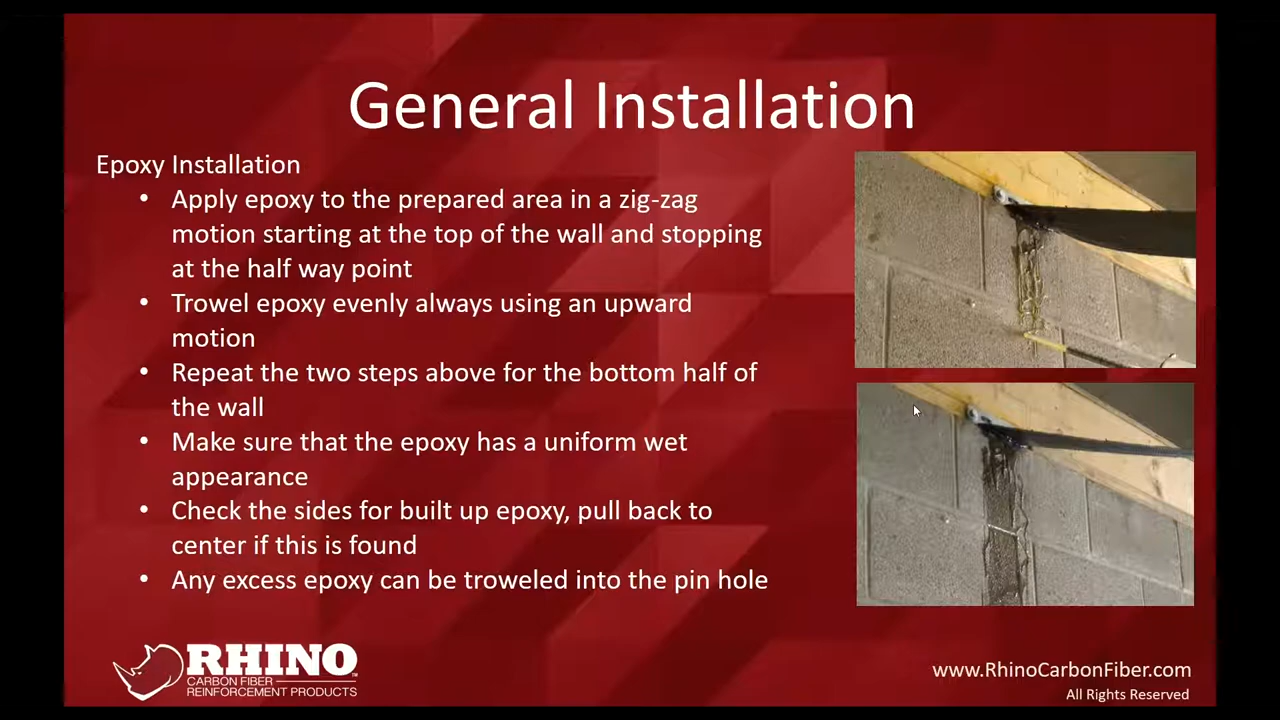 General Installation
Epoxy Installation
• Apply epoxy to the prepared area in a zig-zag
motion starting at the top of the wall and stopping
at the half way point
• Trowel epoxy evenly always using an upward
motion
• Repeat the two steps above for the bottom half of
the wall
• Make sure that the epoxy has a uniform wet
appearance
• Check the sides for built up epoxy, pull back to
center if this is found
• Any excess epoxy can be troweled into the pin hole
RHINO
CARBON FIBER
REINFORCEMENT PRODUCTS
www.RhinoCarbonFiber.com
All Rights Reserved